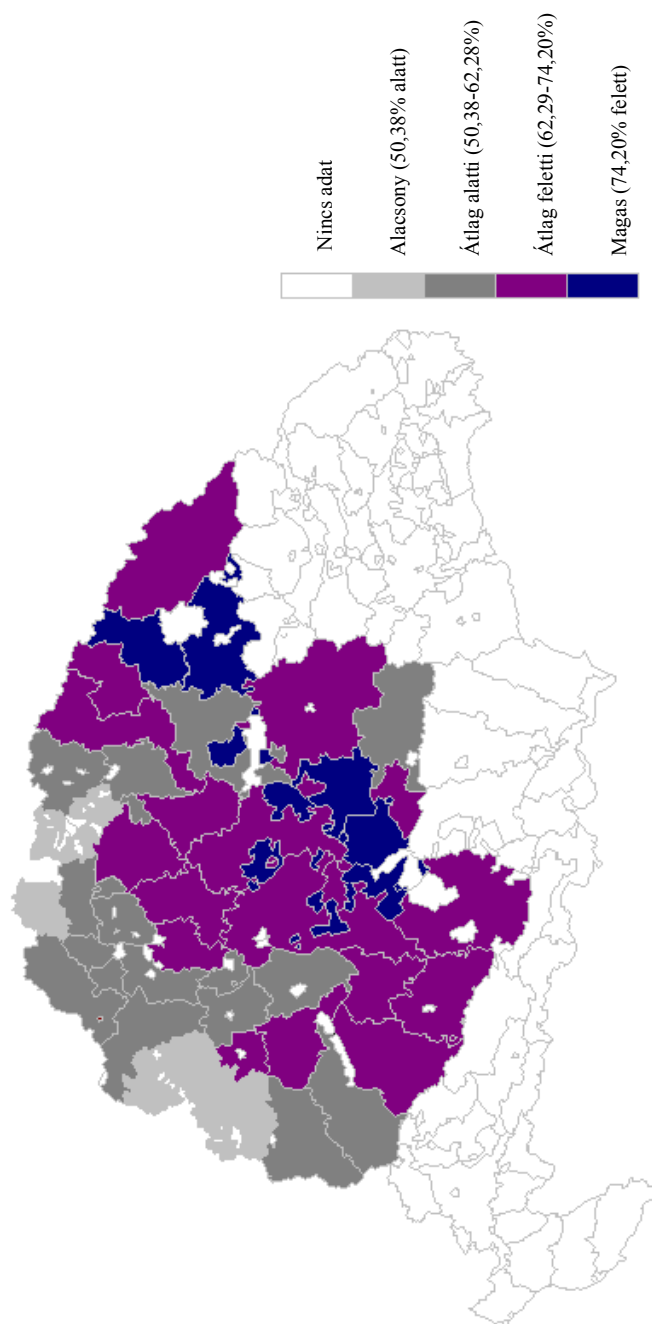 Nincs adat
Alacsony (50,38% alatt)
Átlag alatti (50,38-62,28%)
Átlag feletti (62,29-74,20%)
Magas (74,20% felett)